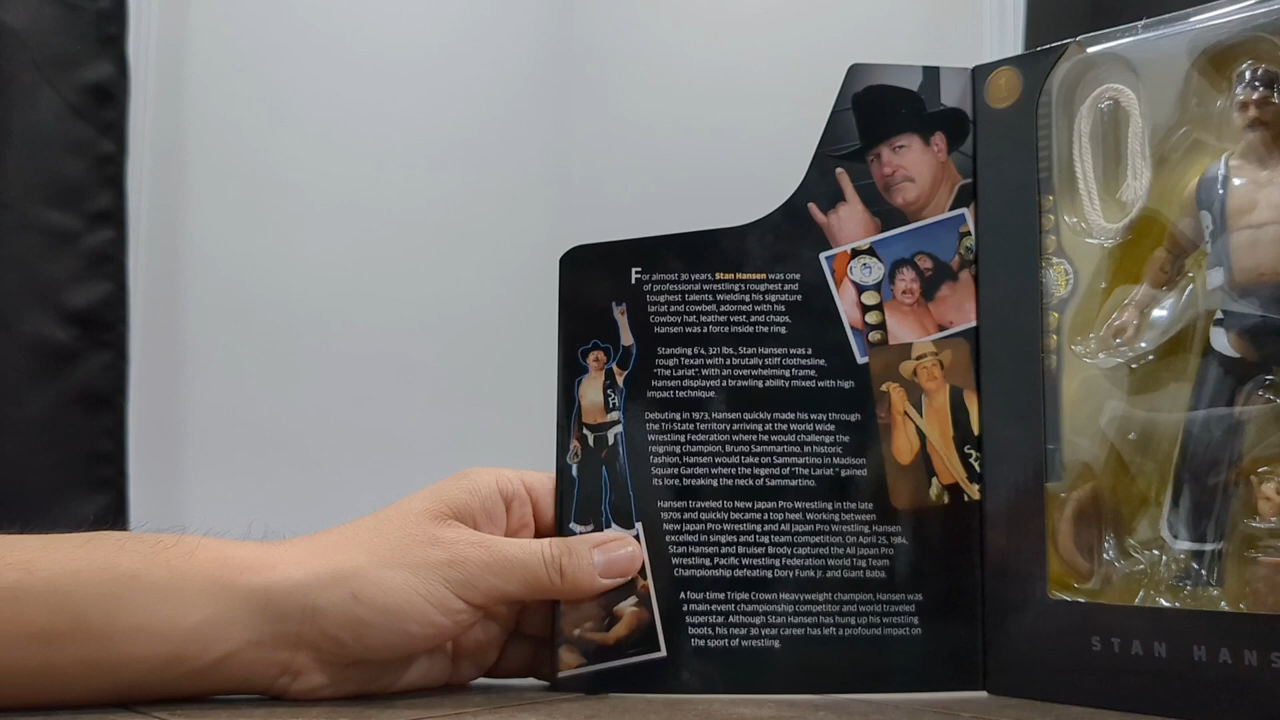 For almost 30 years, Stan Hansen was one
of professional wrestling's roughest and
toughest talents. Wielding his signature
lariat and cowbell, adorned with his
Cowboy hat, leather vest, and chaps,
Hansen was a force inside the ring.
Standing 6'4, 321 lbs., Stan Hansen was a
rough Texan with a brutally stiff clothesline,
"The Lariat". With an overwhelming frame,
Hansen displayed a brawling ability mixed with high
impact technique.
Debuting in 1973, Hansen quickly made his way through
the Tri-State Territory arriving at the World Wide
Wrestling Federation where he would challenge the
reigning champion, Bruno Sammartino. In historic
fashion, Hansen would take on Sammartino in Madison
Square Garden where the legend of "The Lariat" gained
its lore, breaking the neck of Sammartino.
Hansen traveled to New Japan Pro-Wrestling in the late
1970s and quickly became a top heel. Working between
New Japan Pro-Wrestling and All Japan Pro Wrestling, Hansen
excelled in singles and tag team competition. On April 25, 1984,
Stan Hansen and Bruiser Brody captured the All Japan Pro
Wrestling, Pacific Wrestling Federation World Tag Team
Championship defeating Dory Funk Jr. and Giant Baba.
A four-time Triple Crown Heavyweight champion, Hansen was
a main-event championship competitor and world traveled
superstar. Although Stan Hansen has hung up his wrestling
boots, his near 30 year career has left a profound impact on
the sport of wrestling.
SH
STAN HANS